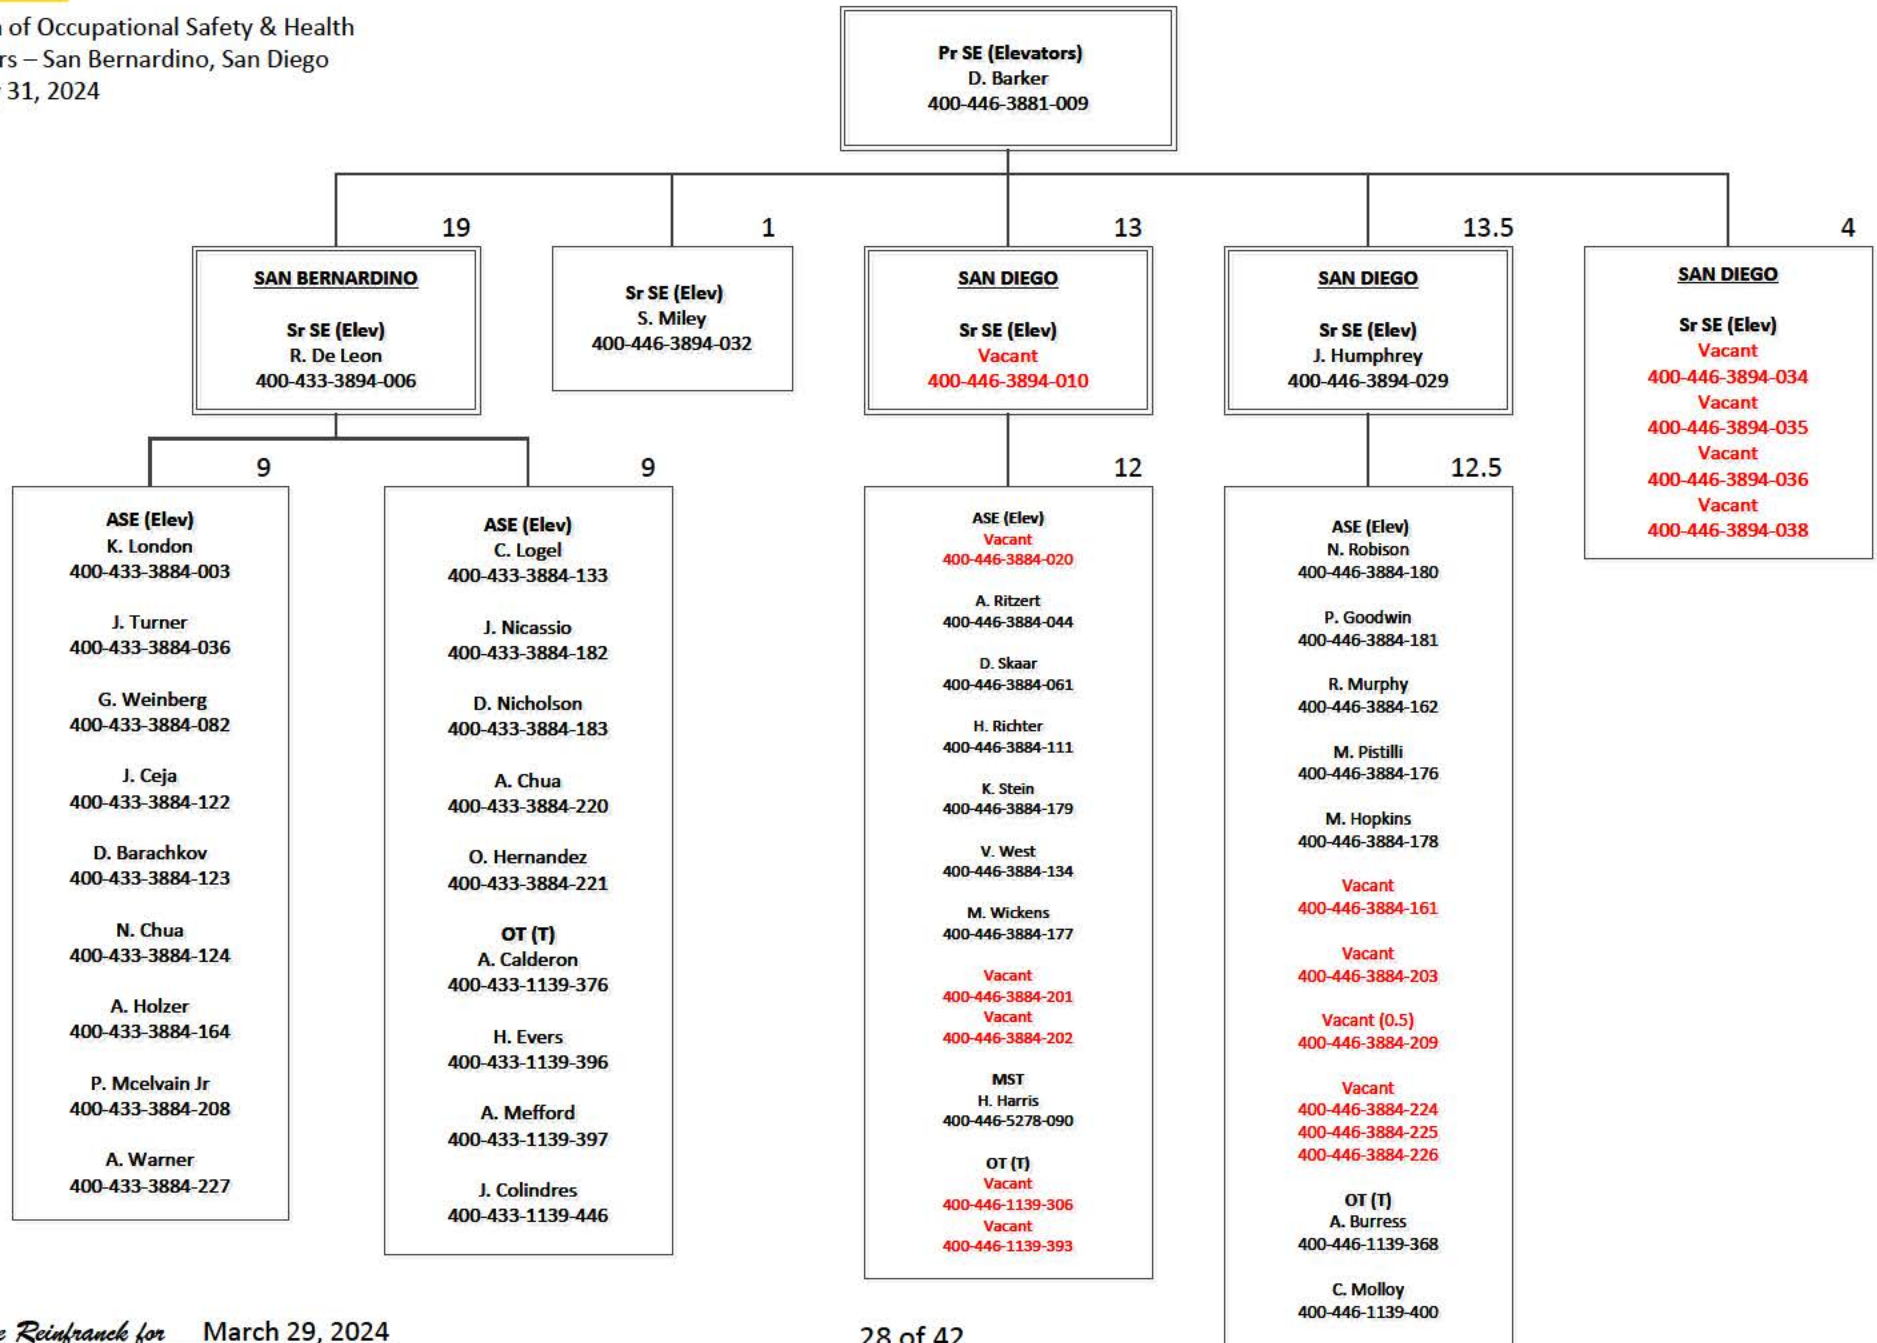 of Occupational Safety & Health
rs – San Bernardino, San Diego
31, 2024
Pr SE (Elevators)
D. Barker
400-446-3881-009
19
SAN BERNARDINO
Sr SE (Elev)
R. De Leon
400-433-3894-006
1
Sr SE (Elev)
S. Miley
400-446-3894-032
13
SAN DIEGO
Sr SE (Elev)
Vacant
400-446-3894-010
13.5
SAN DIEGO
Sr SE (Elev)
J. Humphrey
400-446-3894-029
4
SAN DIEGO
Sr SE (Elev)
Vacant
400-446-3894-034
Vacant
400-446-3894-035
Vacant
400-446-3894-036
Vacant
400-446-3894-038
9
ASE (Elev)
K. London
400-433-3884-003
J. Turner
400-433-3884-036
G. Weinberg
400-433-3884-082
J. Ceja
400-433-3884-122
D. Barachkov
400-433-3884-123
N. Chua
400-433-3884-124
A. Holzer
400-433-3884-164
P. Mcelvain Jr
400-433-3884-208
A. Warner
400-433-3884-227
9
ASE (Elev)
C. Logel
400-433-3884-133
J. Nicassio
400-433-3884-182
D. Nicholson
400-433-3884-183
A. Chua
400-433-3884-220
O. Hernandez
400-433-3884-221
OT (T)
A. Calderon
400-433-1139-376
H. Evers
400-433-1139-396
A. Mefford
400-433-1139-397
J. Colindres
400-433-1139-446
12
ASE (Elev)
Vacant
400-446-3884-020
A. Ritzert
400-446-3884-044
D. Skaar
400-446-3884-061
H. Richter
400-446-3884-111
K. Stein
400-446-3884-179
V. West
400-446-3884-134
M. Wickens
400-446-3884-177
Vacant
400-446-3884-201
Vacant
400-446-3884-202
MST
H. Harris
400-446-5278-090
OT (T)
Vacant
400-446-1139-306
Vacant
400-446-1139-393
12.5
ASE (Elev)
N. Robison
400-446-3884-180
P. Goodwin
400-446-3884-181
R. Murphy
400-446-3884-162
M. Pistilli
400-446-3884-176
M. Hopkins
400-446-3884-178
Vacant
400-446-3884-161
Vacant
400-446-3884-203
Vacant (0.5)
400-446-3884-209
Vacant
400-446-3884-224
400-446-3884-225
400-446-3884-226
OT (T)
A. Burress
400-446-1139-368
C. Molloy
400-446-1139-400
Reinfranck for March 29, 2024
28 of 42